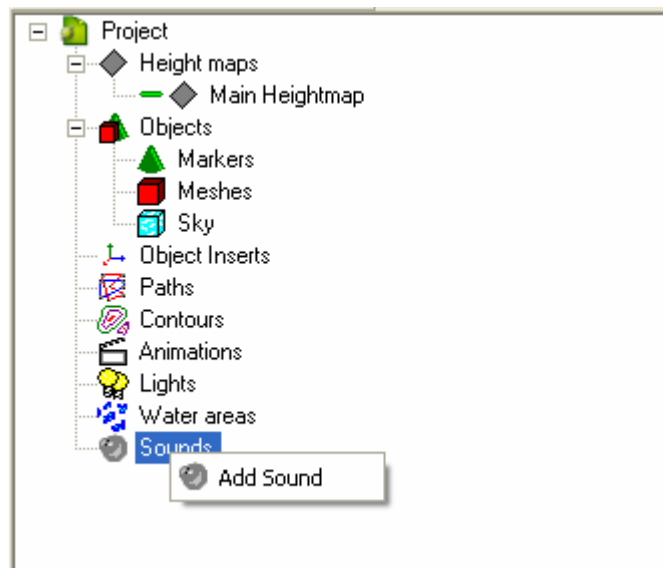 Project
Height maps
Main Heightmap
Objects
Markers
Meshes
Sky
Object Inserts
Paths
Contours
Animations
Lights
Water areas
Sounds
Add Sound